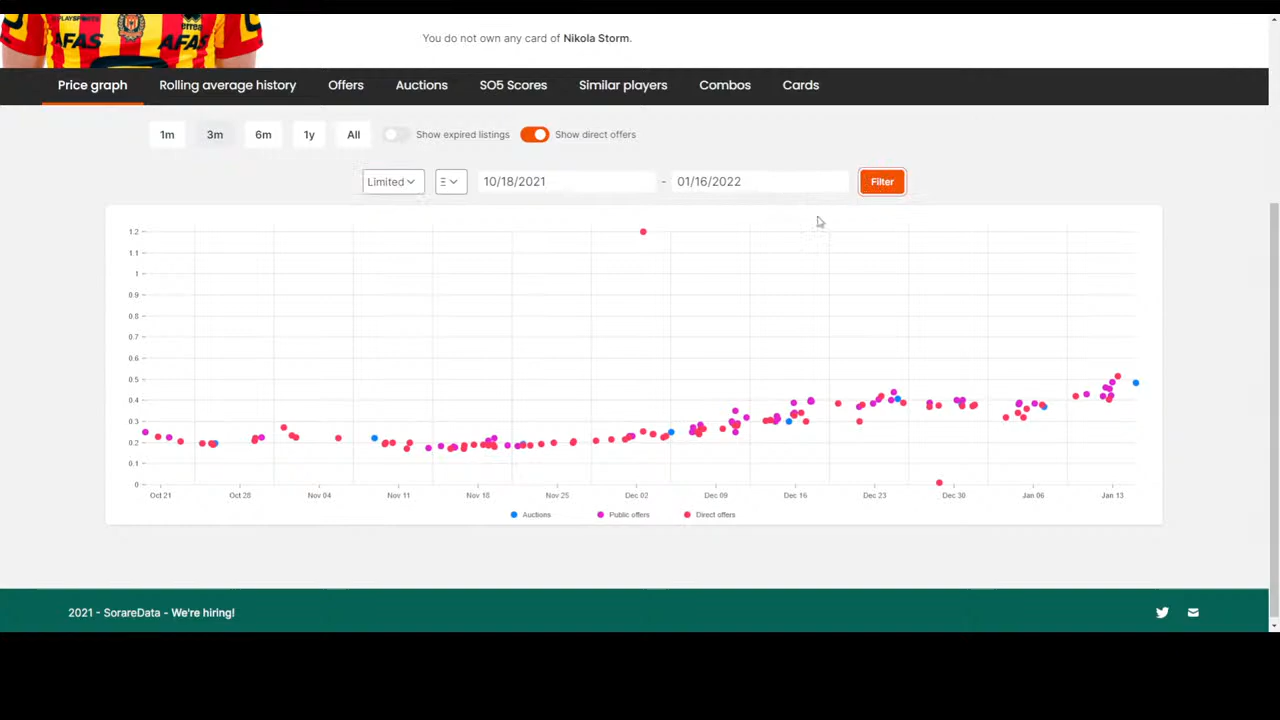 PLAYSPORTS
AFAS
AFAS
You do not own any card of Nikola Storm.
Price graph Rolling average history Offers Auctions SO5 Scores Similar players Combos Cards
1m 3m 6m 1y All Show expired listings Show direct offers
Limited Ξ 10/18/2021 - 01/16/2022 Filter
1.2
1.1
1
0.9
0.8
0.7
0.6
0.5
0.4
0.3
0.2
0.1
0
Oct 21 Oct 28 Nov 04 Nov 11 Nov 18 Nov 25 Dec 02 Dec 09 Dec 16 Dec 23 Dec 30 Jan 06 Jan 13
Auctions Public offers Direct offers
2021 - SorareData - We're hiring!